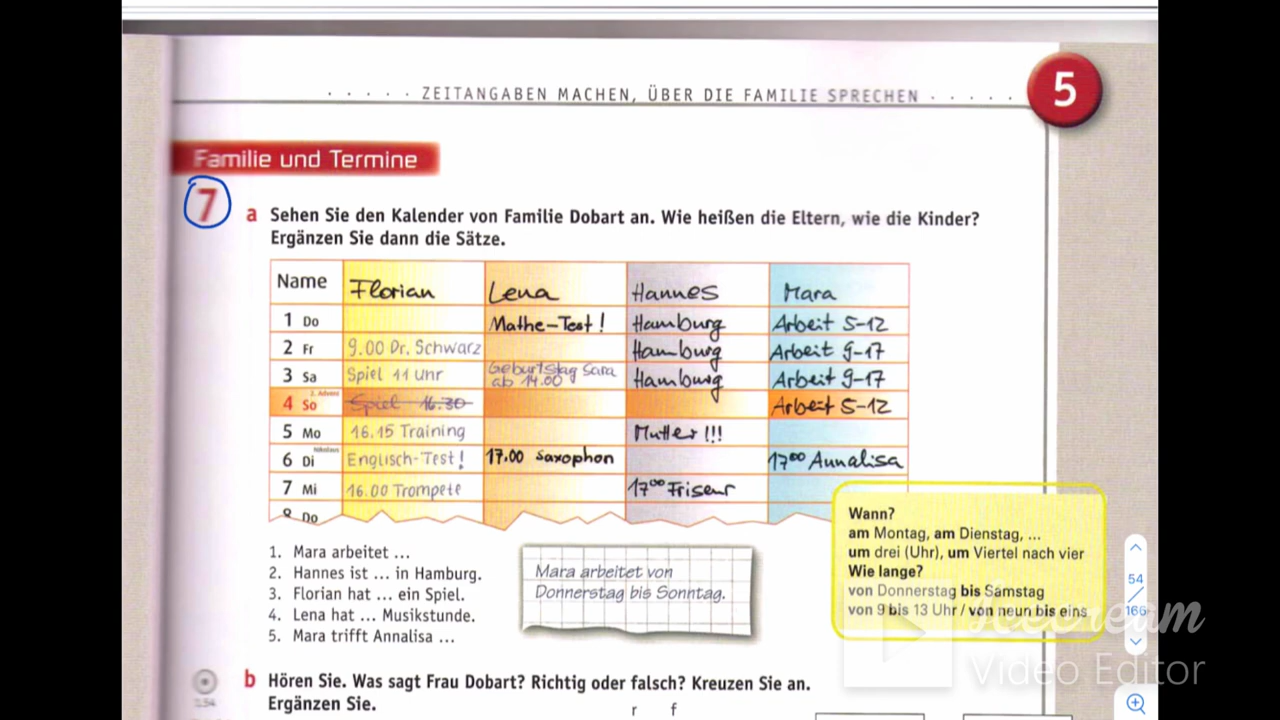 · · · · · ZEITANGABEN MACHEN, ÜBER DIE FAMILIE SPRECHEN · · · · ·
5
Familie und Termine
7
a Sehen Sie den Kalender von Familie Dobart an. Wie heißen die Eltern, wie die Kinder?
Ergänzen Sie dann die Sätze.
Name Florian Lena Hannes Mara
1 Do Mathe-Test! Hamburg Arbeit 5-12
2 Fr 9.00 Dr. Schwarz Hamburg Arbeit 9-17
3 Sa Spiel 11 Uhr Geburtstag Sara ab 14.00 Hamburg Arbeit 9-17
2. Advent
4 So Spiel 16.30 Arbeit 5-12
5 Mo 16.15 Training Mutter!!!
Nikolaus
6 Di Englisch-Test! 17.00 Saxophon 17⁰⁰ Annalisa
7 Mi 16.00 Trompete 17⁰⁰ Friseur
8 Do
1. Mara arbeitet ...
2. Hannes ist ... in Hamburg.
3. Florian hat ... ein Spiel.
4. Lena hat ... Musikstunde.
5. Mara trifft Annalisa ...
Mara arbeitet von
Donnerstag bis Sonntag.
Wann?
am Montag, am Dienstag, ...
um drei (Uhr), um Viertel nach vier
Wie lange?
von Donnerstag bis Samstag
von 9 bis 13 Uhr / von neun bis eins
54
/
166
Icecream
Video Editor
b Hören Sie. Was sagt Frau Dobart? Richtig oder falsch? Kreuzen Sie an.
Ergänzen Sie.
r f